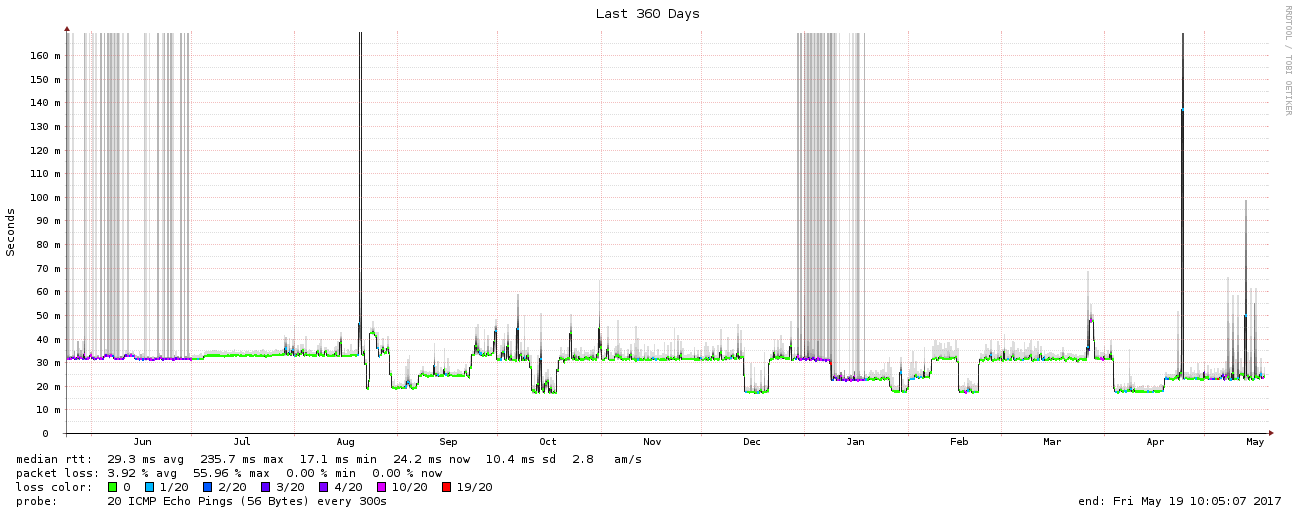 Last 360 Days
RRDTOOL / TOBI OETIKER
Seconds
160 m
150 m
140 m
130 m
120 m
110 m
100 m
90 m
80 m
70 m
60 m
50 m
40 m
30 m
20 m
10 m
0
Jun Jul Aug Sep Oct Nov Dec Jan Feb Mar Apr May
median rtt: 29.3 ms avg 235.7 ms max 17.1 ms min 24.2 ms now 10.4 ms sd 2.8 am/s
packet loss: 3.92 % avg 55.96 % max 0.00 % min 0.00 % now
loss color: 0 1/20 2/20 3/20 4/20 10/20 19/20
probe: 20 ICMP Echo Pings (56 Bytes) every 300s
end: Fri May 19 10:05:07 2017